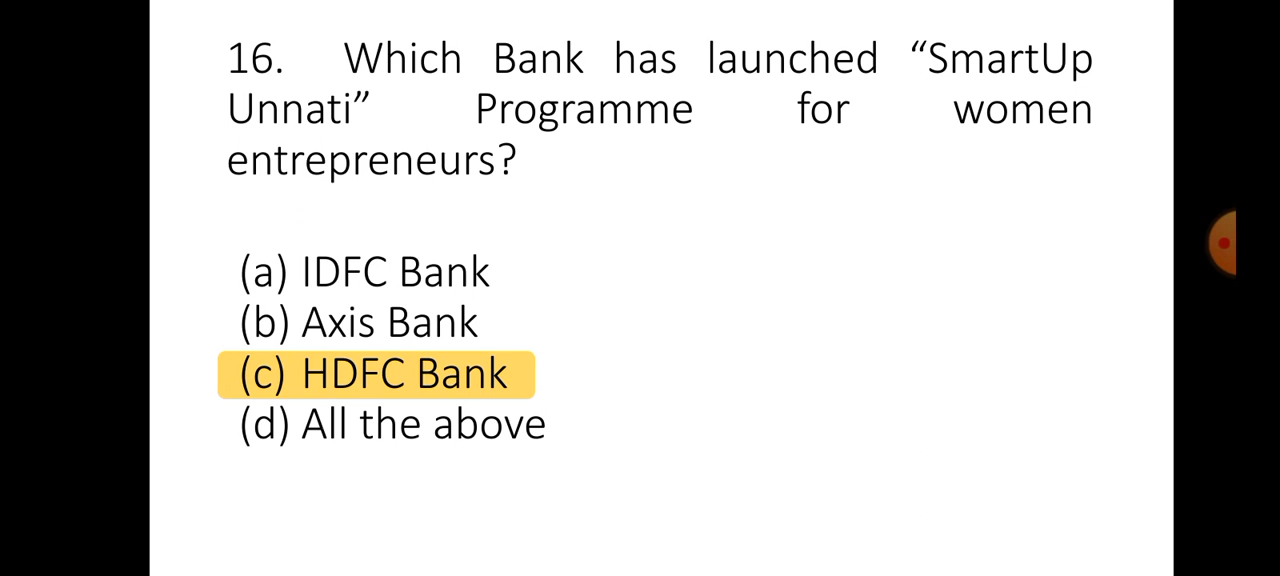 16. Which Bank has launched “SmartUp
Unnati” Programme for women
entrepreneurs?
(a) IDFC Bank
(b) Axis Bank
(c) HDFC Bank
(d) All the above